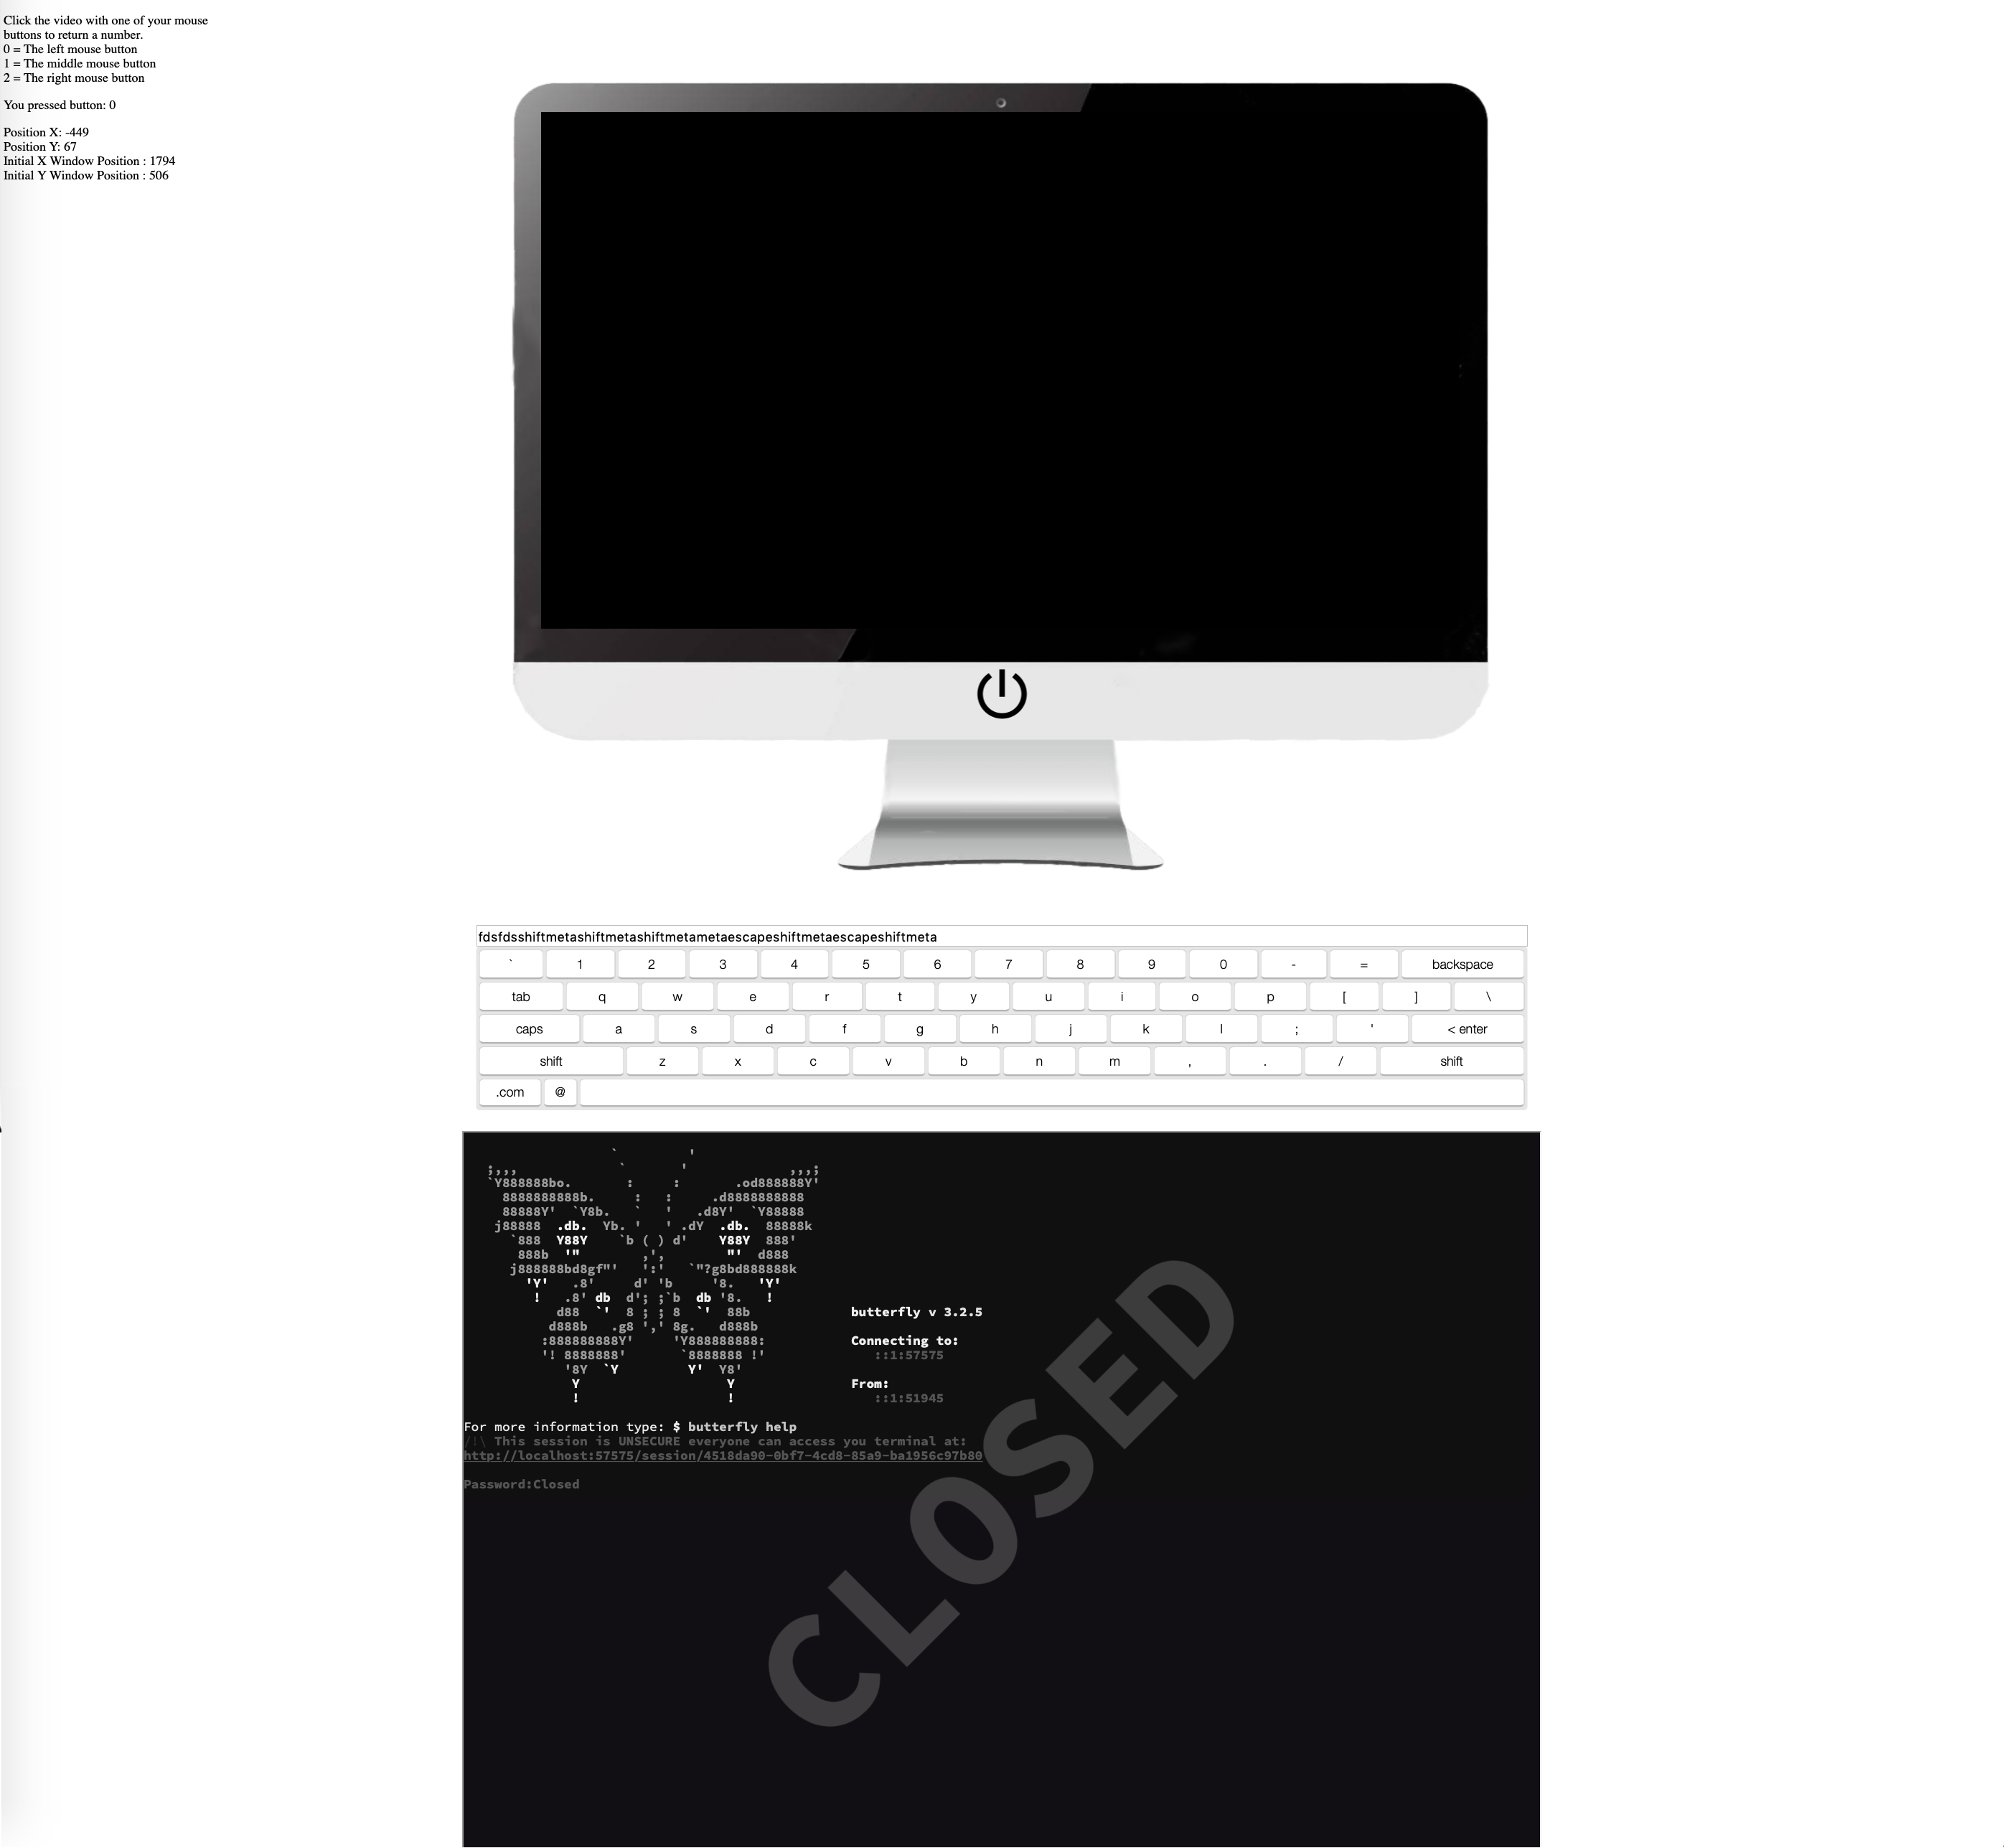 Click the video with one of your mouse
buttons to return a number.
0 = The left mouse button
1 = The middle mouse button
2 = The right mouse button
You pressed button: 0
Position X: -449
Position Y: 67
Initial X Window Position : 1794
Initial Y Window Position : 506
fdsfdsshiftmetashiftmetashiftmetametaescapeshiftmetaescapeshiftmeta
` 1 2 3 4 5 6 7 8 9 0 - = backspace
tab q w e r t y u i o p [ ] \
caps a s d f g h j k l ; ' < enter
shift z x c v b n m , . / shift
.com @
butterfly v 3.2.5
Connecting to:
::1:57575
From:
::1:51945
For more information type: $ butterfly help
/!\ This session is UNSECURE everyone can access you terminal at:
http://localhost:57575/session/4518da90-0bf7-4cd8-85a9-ba1956c97b80
Password:Closed
CLOSED